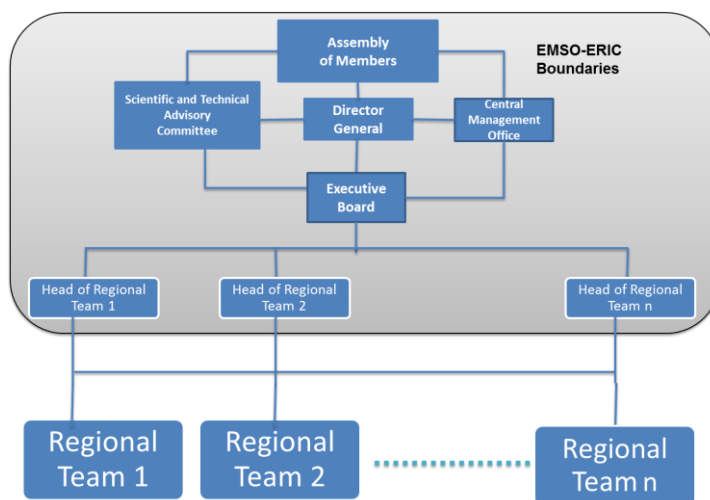 Assembly
of Members
EMSO-ERIC
Boundaries
Scientific and Technical
Advisory
Committee
Director
General
Central
Management
Office
Executive
Board
Head of Regional
Team 1
Head of Regional
Team 2
Head of Regional
Team n
Regional
Team 1
Regional
Team 2
Regional
Team n